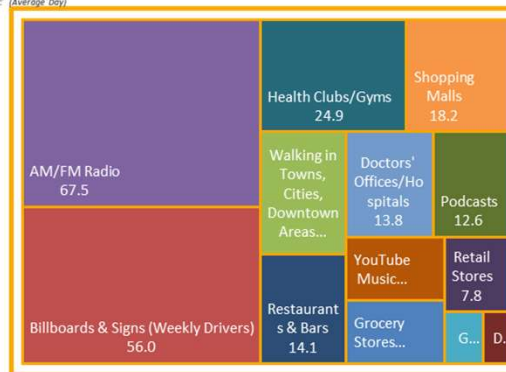 (Average Day)
AM/FM Radio
67.5
Billboards & Signs (Weekly Drivers)
56.0
Health Clubs/Gyms
24.9
Shopping
Malls
18.2
Walking in
Towns,
Cities,
Downtown
Areas...
Doctors'
Offices/Ho
spitals
13.8
Podcasts
12.6
YouTube
Music...
Retail
Stores
7.8
Restaurant
s & Bars
14.1
Grocery
Stores...
G...
D.